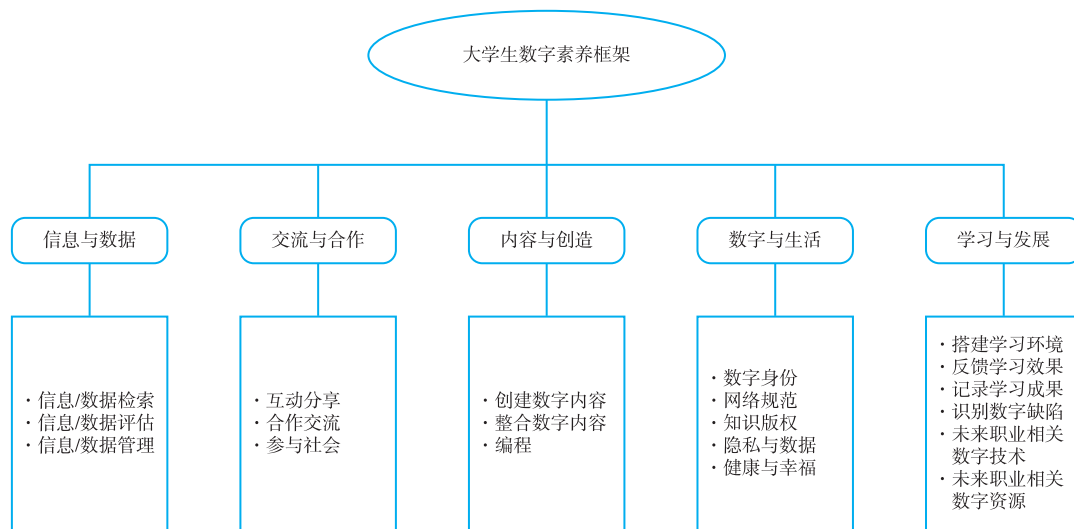 大学生数字素养框架
信息与数据
交流与合作
内容与创造
数字与生活
学习与发展
·信息/数据检索
·信息/数据评估
·信息/数据管理
·互动分享
·合作交流
·参与社会
·创建数字内容
·整合数字内容
·编程
·数字身份
·网络规范
·知识版权
·隐私与数据
·健康与幸福
·搭建学习环境
·反馈学习效果
·记录学习成果
·识别数字缺陷
·未来职业相关
数字技术
·未来职业相关
数字资源